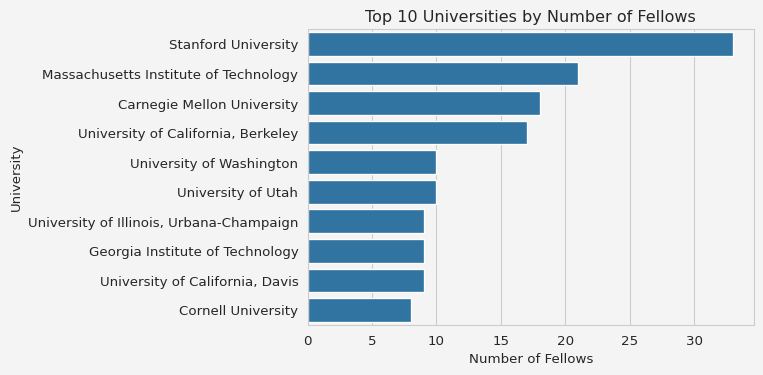 Top 10 Universities by Number of Fellows
University
Stanford University
Massachusetts Institute of Technology
Carnegie Mellon University
University of California, Berkeley
University of Washington
University of Utah
University of Illinois, Urbana-Champaign
Georgia Institute of Technology
University of California, Davis
Cornell University
0 5 10 15 20 25 30
Number of Fellows